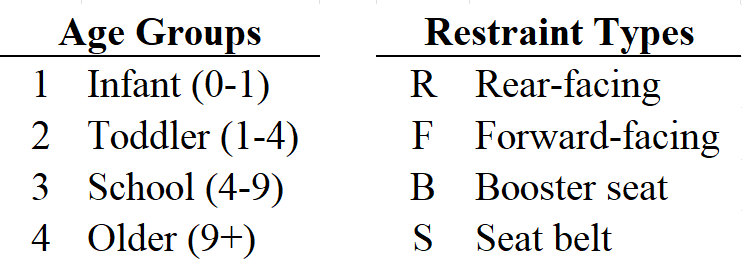 Age Groups Restraint Types
1 Infant (0-1) R Rear-facing
2 Toddler (1-4) F Forward-facing
3 School (4-9) B Booster seat
4 Older (9+) S Seat belt